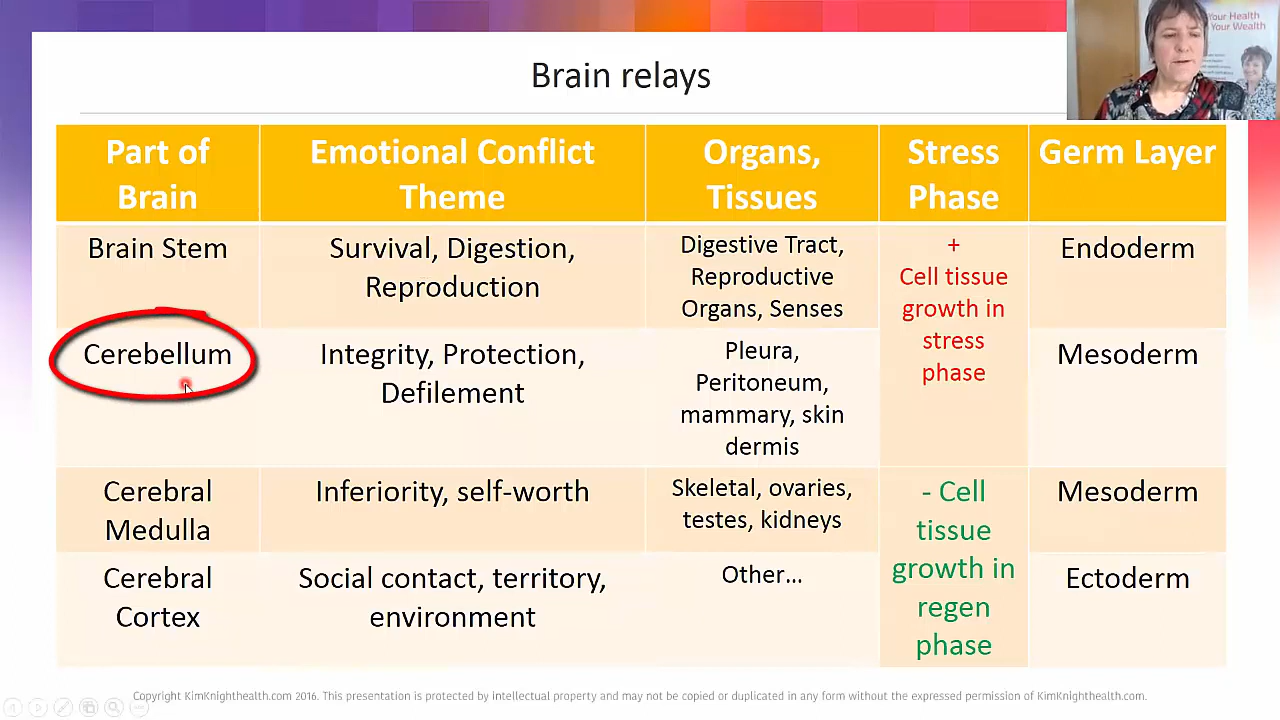 Your Health
Your Wealth
Brain relays
Part of
Brain
Emotional Conflict
Theme
Organs,
Tissues
Stress
Phase
Germ Layer
Brain Stem
Survival, Digestion,
Reproduction
Digestive Tract,
Reproductive
Organs, Senses
+
Cell tissue
growth in
stress
phase
Endoderm
Cerebellum
Integrity, Protection,
Defilement
Pleura,
Peritoneum,
mammary, skin
dermis
Mesoderm
Cerebral
Medulla
Inferiority, self-worth
Skeletal, ovaries,
testes, kidneys
- Cell
tissue
growth in
regen
phase
Mesoderm
Cerebral
Cortex
Social contact, territory,
environment
Other...
Ectoderm
Copyright KimKnighthealth.com 2016. This presentation is protected by intellectual property and may not be copied or duplicated in any form without the expressed permission of KimKnighthealth.com.